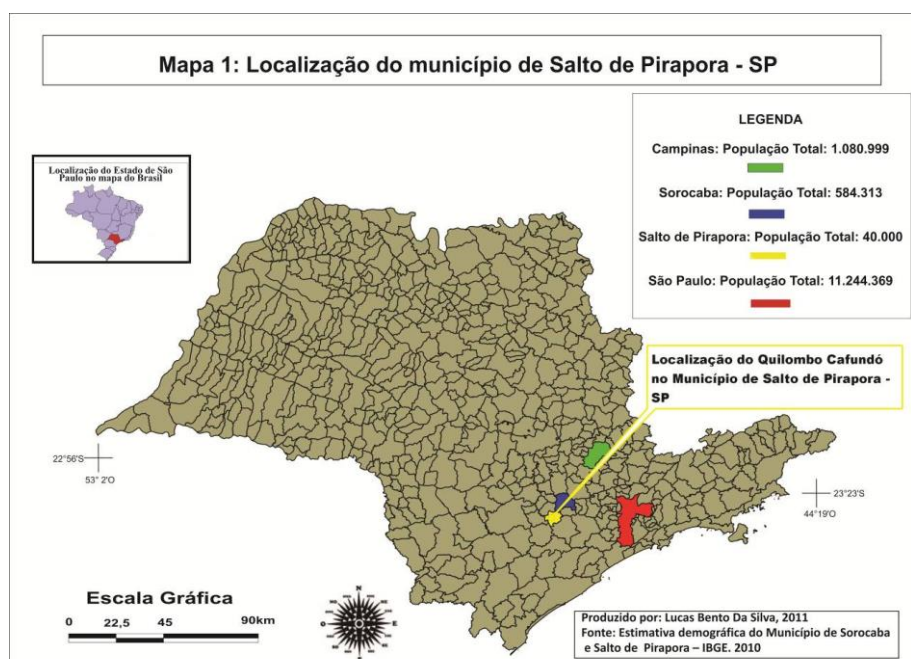 Mapa 1: Localização do município de Salto de Pirapora - SP
LEGENDA
Campinas: População Total: 1.080.999
Sorocaba: População Total: 584.313
Salto de Pirapora: População Total: 40.000
São Paulo: População Total: 11.244.369
Localização do Estado de São
Paulo no mapa do Brasil
Localização do Quilombo Cafundó
no Município de Salto de Pirapora -
SP
22°56'S
53° 2'O
23°23'S
44°19'O
Escala Gráfica
0 22,5 45 90km
N
O E
S
Produzido por: Lucas Bento Da Silva, 2011
Fonte: Estimativa demográfica do Município de Sorocaba
e Salto de Pirapora – IBGE. 2010